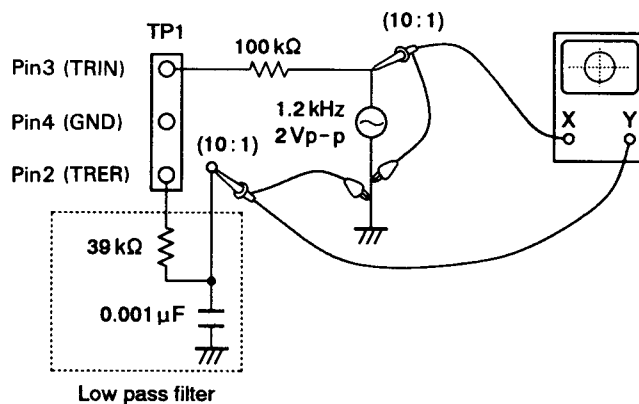 TP1
(10:1)
100 kΩ
Pin3 (TRIN)
1.2 kHz
2 Vp-p
X
Y
Pin4 (GND)
(10:1)
Pin2 (TRER)
39 kΩ
0.001 µF
Low pass filter